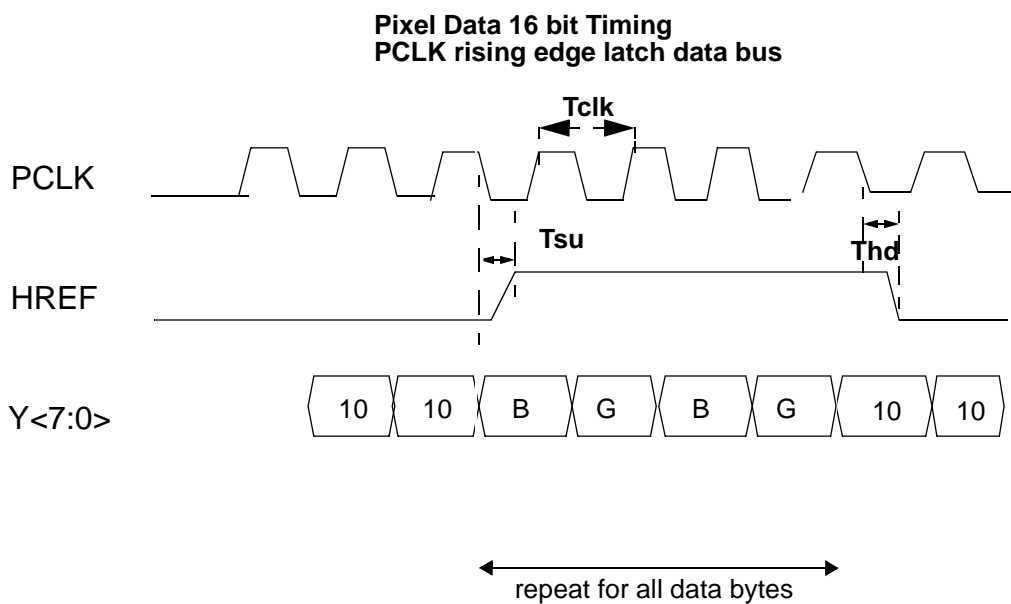 Pixel Data 16 bit Timing
PCLK rising edge latch data bus
Tclk
PCLK
Tsu
Thd
HREF
Y<7:0>
10 10 B G B G 10 10
repeat for all data bytes